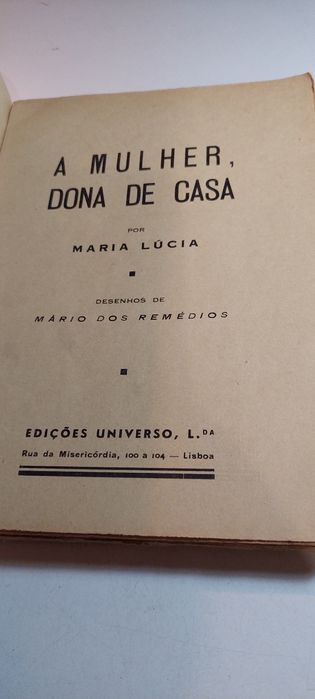 A MULHER,
DONA DE CASA
POR
MARIA LÚCIA
DESENHOS DE
MÁRIO DOS REMÉDIOS
EDIÇÕES UNIVERSO, L.DA
Rua da Misericórdia, 100 a 104 — Lisboa